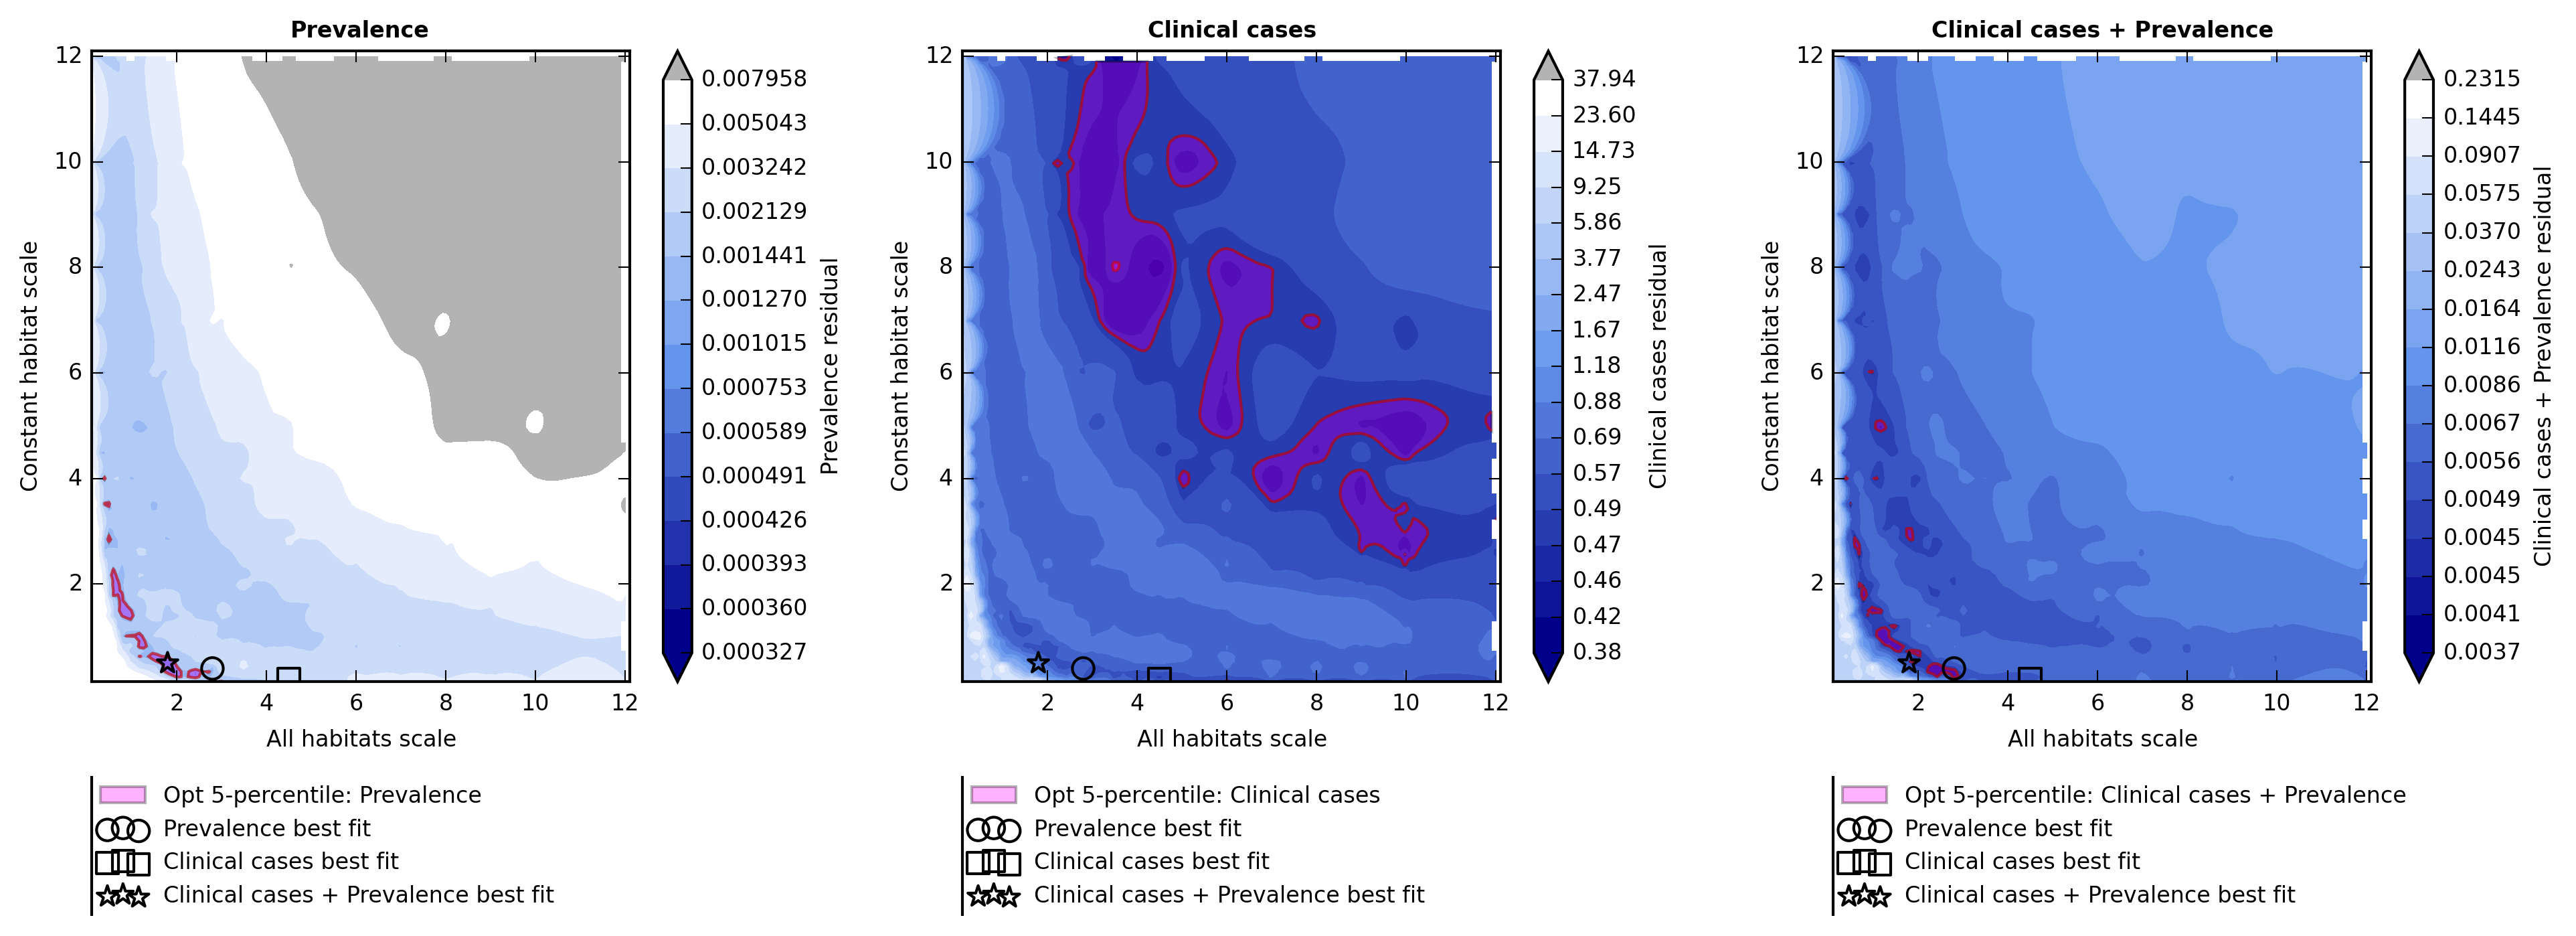 Prevalence
12
10
8
6
4
2
Constant habitat scale
2 4 6 8 10 12
All habitats scale
0.007958
0.005043
0.003242
0.002129
0.001441
0.001270
0.001015
0.000753
0.000589
0.000491
0.000426
0.000393
0.000360
0.000327
Prevalence residual
Opt 5-percentile: Prevalence
Prevalence best fit
Clinical cases best fit
Clinical cases + Prevalence best fit
Clinical cases
12
10
8
6
4
2
Constant habitat scale
2 4 6 8 10 12
All habitats scale
37.94
23.60
14.73
9.25
5.86
3.77
2.47
1.67
1.18
0.88
0.69
0.57
0.49
0.47
0.46
0.42
0.38
Clinical cases residual
Opt 5-percentile: Clinical cases
Prevalence best fit
Clinical cases best fit
Clinical cases + Prevalence best fit
Clinical cases + Prevalence
12
10
8
6
4
2
Constant habitat scale
2 4 6 8 10 12
All habitats scale
0.2315
0.1445
0.0907
0.0575
0.0370
0.0243
0.0164
0.0116
0.0086
0.0067
0.0056
0.0049
0.0045
0.0045
0.0041
0.0037
Clinical cases + Prevalence residual
Opt 5-percentile: Clinical cases + Prevalence
Prevalence best fit
Clinical cases best fit
Clinical cases + Prevalence best fit